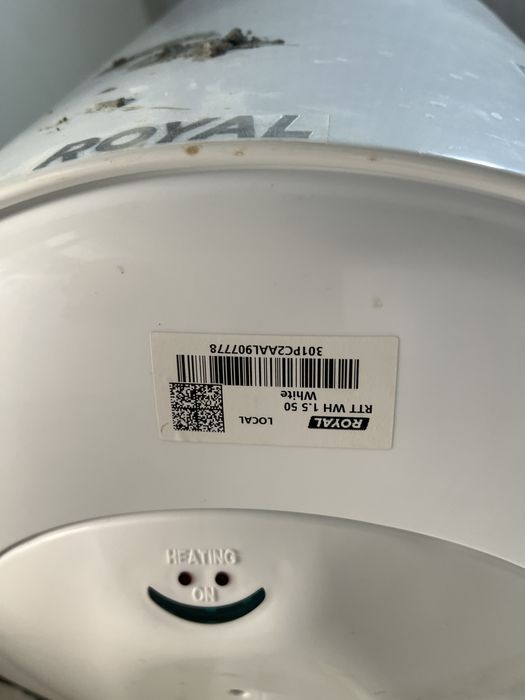 ROYAL
ROYAL
LOCAL
RTT WH 1.5 50
White
301PC2AAL907778
HEATING
ON